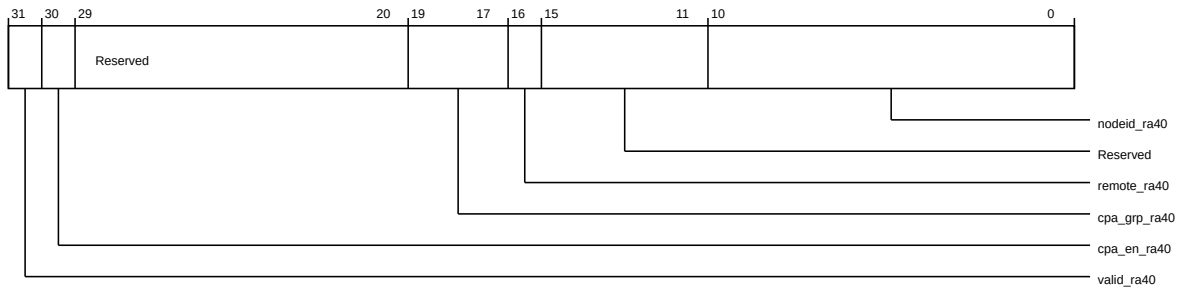 31 30 29 20 19 17 16 15 11 10 0
Reserved
nodeid_ra40
Reserved
remote_ra40
cpa_grp_ra40
cpa_en_ra40
valid_ra40